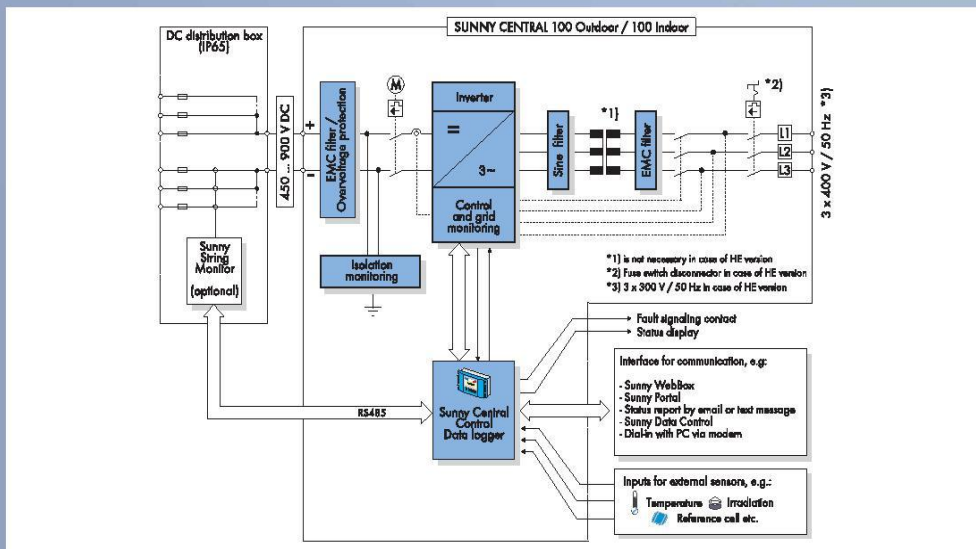 SUNNY CENTRAL 100 Outdoor / 100 Indoor
DC distribution box
(IP65)
450 ... 900 V DC
+
-
EMC filter /
Overvoltage protection
M
Inverter
=
3~
Control
and grid
monitoring
Sine filter
*1)
EMC filter
*2)
L1
L2
L3
3 x 400 V / 50 Hz *3)
Sunny
String
Monitor
(optional)
Isolation
monitoring
*1) is not necessary in case of HE version
*2) Fuse switch disconnector in case of HE version
*3) 3 x 300 V / 50 Hz in case of HE version
Fault signaling contact
Status display
RS485
Sunny Central
Control
Data logger
Interface for communication, e.g:
- Sunny WebBox
- Sunny Portal
- Status report by email or text message
- Sunny Data Control
- Dial-in with PC via modem
Inputs for external sensors, e.g.:
Temperature Irradiation
Reference cell etc.